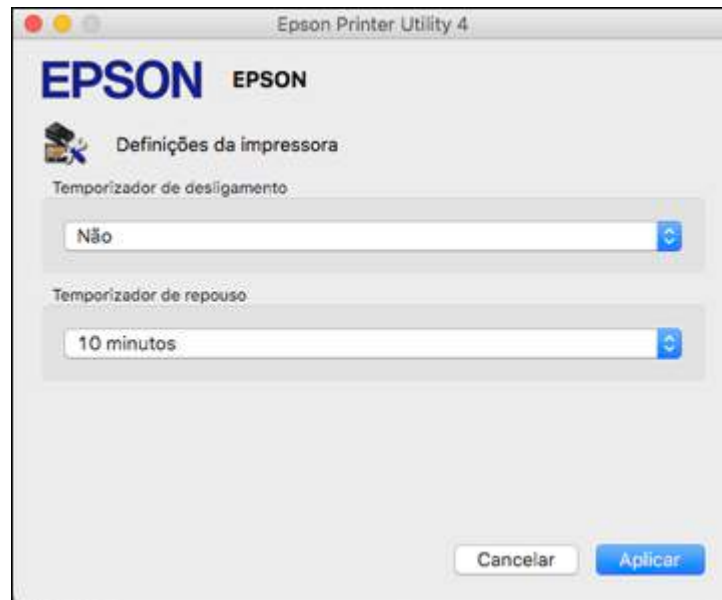 Epson Printer Utility 4
EPSON EPSON
Definições da impressora
Temporizador de desligamento
Não
Temporizador de repouso
10 minutos
Cancelar Aplicar